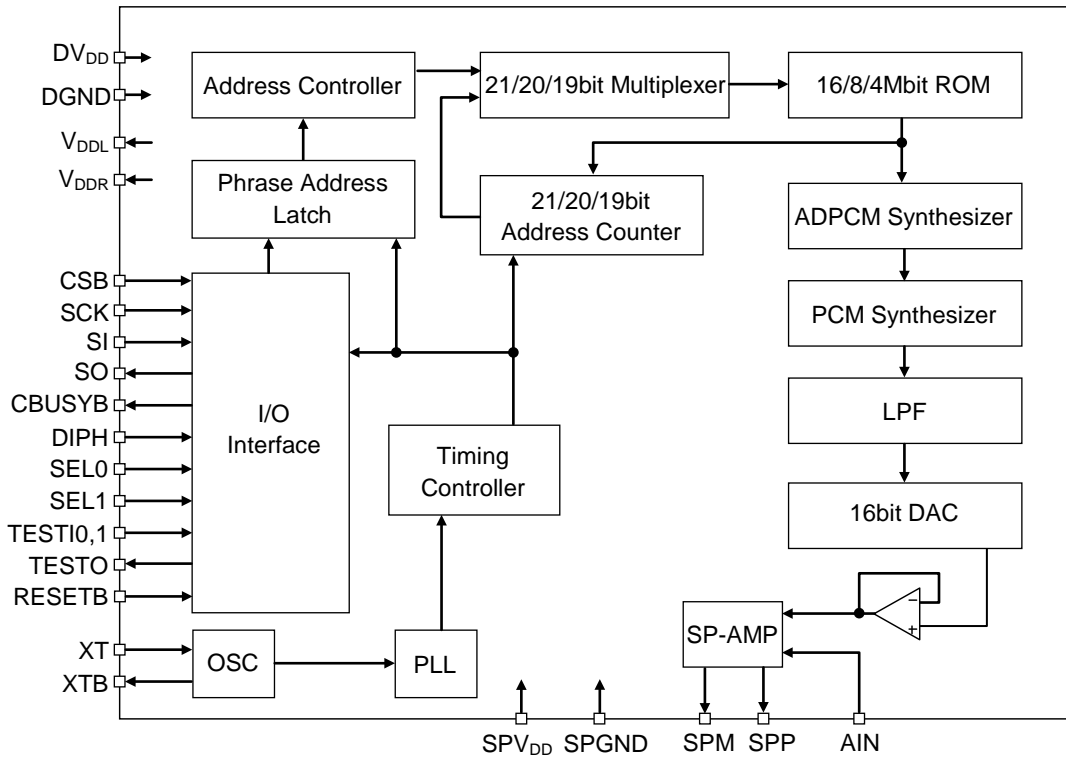 DVDD
DGND
VDDL
VDDR
CSB
SCK
SI
SO
CBUSYB
DIPH
SEL0
SEL1
TESTI0,1
TESTO
RESETB
XT
XTB
Address Controller
21/20/19bit Multiplexer
16/8/4Mbit ROM
Phrase Address
Latch
21/20/19bit
Address Counter
ADPCM Synthesizer
PCM Synthesizer
LPF
16bit DAC
I/O
Interface
Timing
Controller
OSC
PLL
SP-AMP
−
+
SPVDD
SPGND
SPM
SPP
AIN